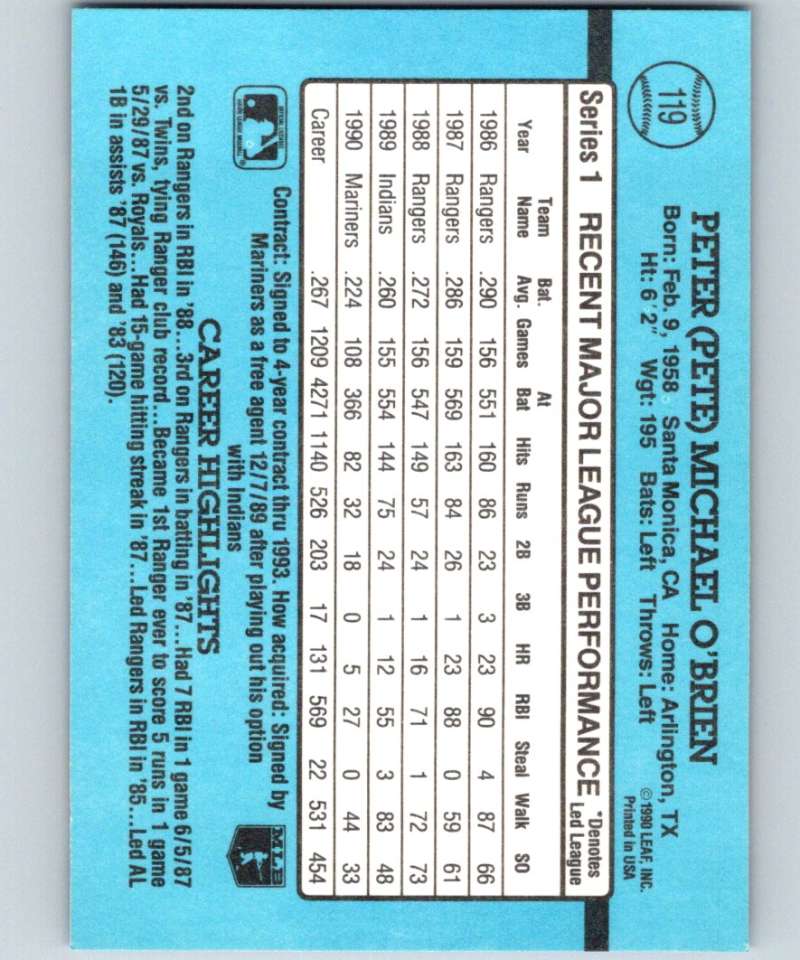 119
PETER (PETE) MICHAEL O'BRIEN
Born: Feb. 9, 1958 Santa Monica, CA Home: Arlington, TX
Ht: 6'2" Wgt: 195 Bats: Left Throws: Left
©1990 LEAF, INC.
Printed in USA
Series 1 RECENT MAJOR LEAGUE PERFORMANCE *Denotes Led League
Year Team Name Bat. Avg. Games At Bat Hits Runs 2B 3B HR RBI Steal Walk SO
1986 Rangers .290 156 551 160 86 23 3 23 90 4 87 66
1987 Rangers .286 159 569 163 84 26 1 23 88 0 59 61
1988 Rangers .272 156 547 149 57 24 1 16 71 1 72 73
1989 Indians .260 155 554 144 75 24 1 12 55 3 83 48
1990 Mariners .224 108 366 82 32 18 0 5 27 0 44 33
Career .267 1209 4271 1140 526 203 17 131 569 22 531 454
Contract: Signed to 4-year contract thru 1993. How acquired: Signed by
Mariners as a free agent 12/7/89 after playing out his option
with Indians
MLB
CAREER HIGHLIGHTS
2nd on Rangers in RBI in '88...3rd on Rangers in batting in '87...Had 7 RBI in 1 game 6/5/87
vs. Twins, tying Ranger club record...Became 1st Ranger ever to score 5 runs in 1 game
5/29/87 vs. Royals...Had 15-game hitting streak in '87...Led Rangers in RBI in '85...Led AL
1B in assists '87 (146) and '83 (120).